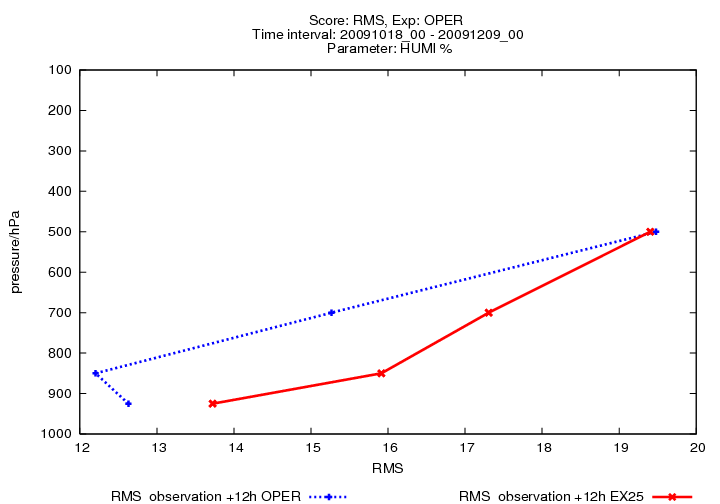 Score: RMS, Exp: OPER
Time interval: 20091018_00 - 20091209_00
Parameter: HUMI %
100
200
300
400
500
600
700
800
900
1000
pressure/hPa
12 13 14 15 16 17 18 19 20
RMS
RMS observation +12h OPER
RMS observation +12h EX25